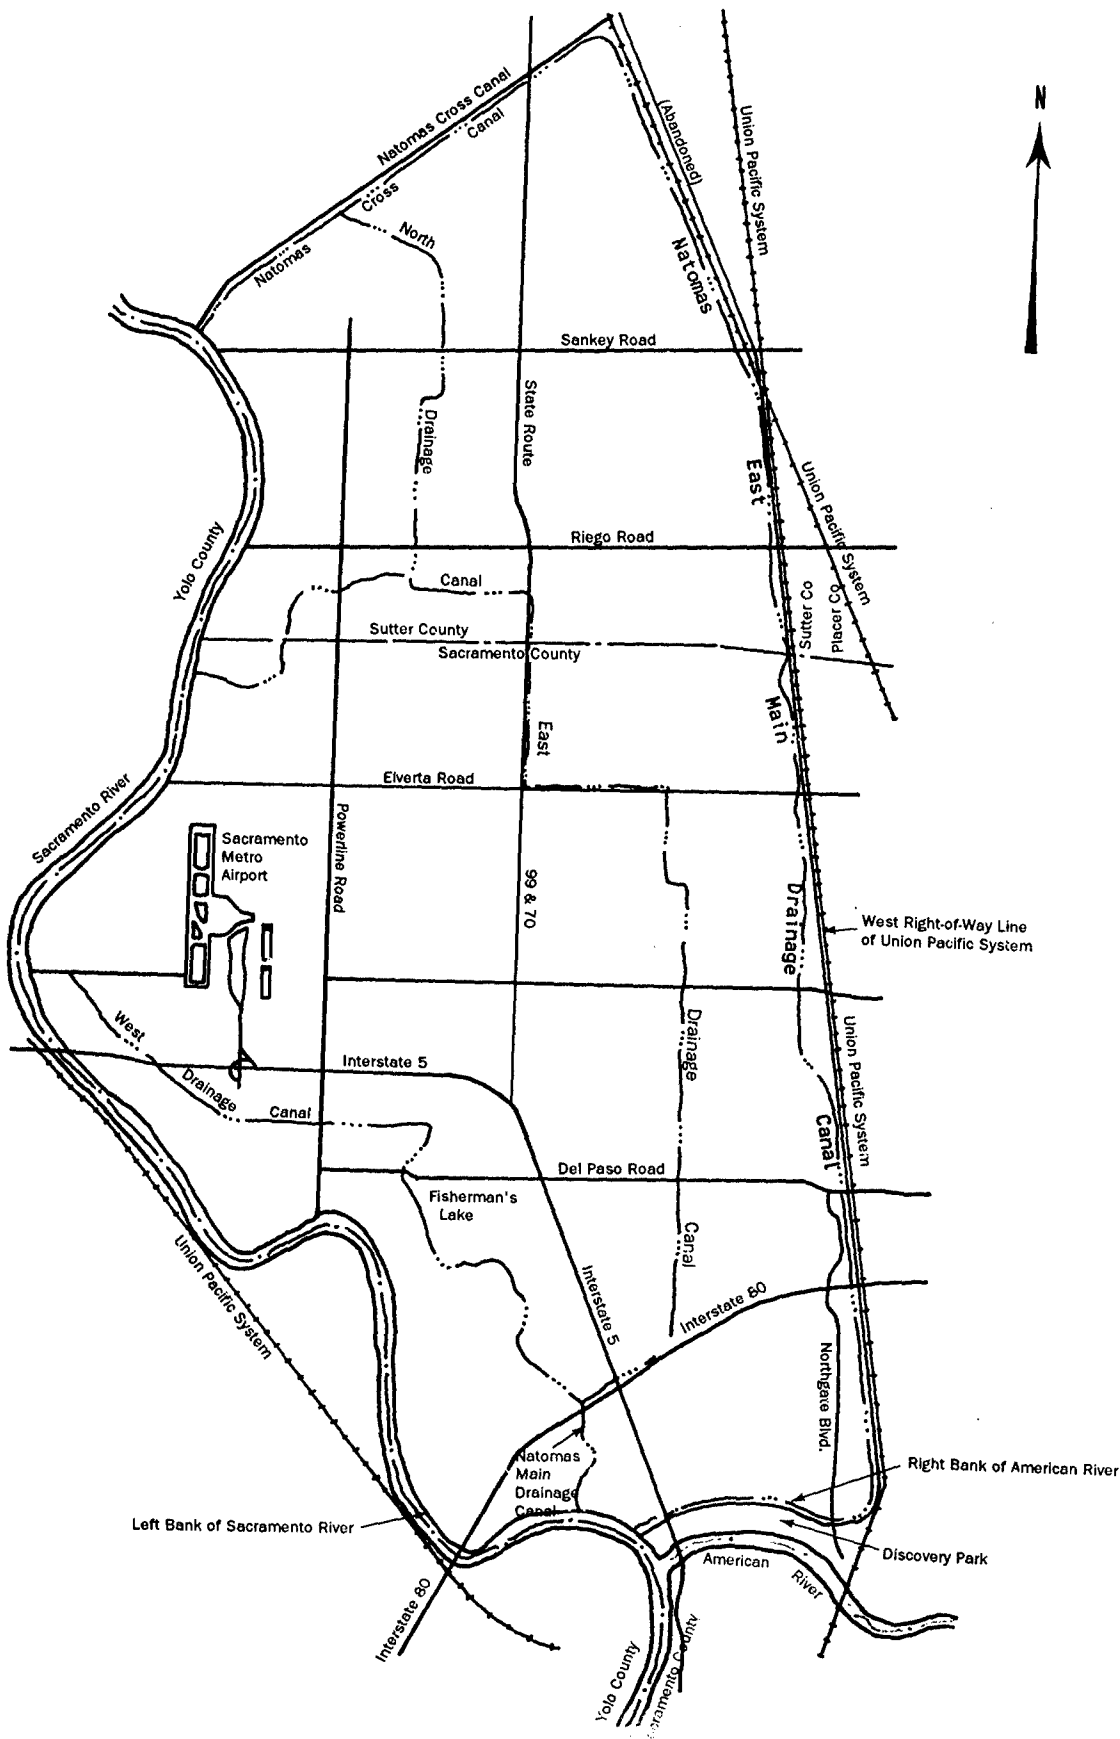 N
Natomas Cross Canal
Natomas Cross Canal
(Abandoned)
Union Pacific System
North
Natomas
Sankey Road
State Route
Drainage
East
Union Pacific System
Yolo County
Riego Road
Canal
Sutter Co
Placer Co
Sutter County
Sacramento County
Main
East
Elverta Road
Sacramento River
Sacramento
Metro
Airport
Powerline Road
99 & 70
Drainage
West Right-of-Way Line
of Union Pacific System
West
Drainage
Canal
Interstate 5
Drainage
Union Pacific System
Canal
Del Paso Road
Fisherman's
Lake
Canal
Union Pacific System
Interstate 5
Interstate 80
Northgate Blvd.
Natomas
Main
Drainage
Canal
Right Bank of American River
Left Bank of Sacramento River
Discovery Park
American River
Interstate 80
Yolo County
cramento County